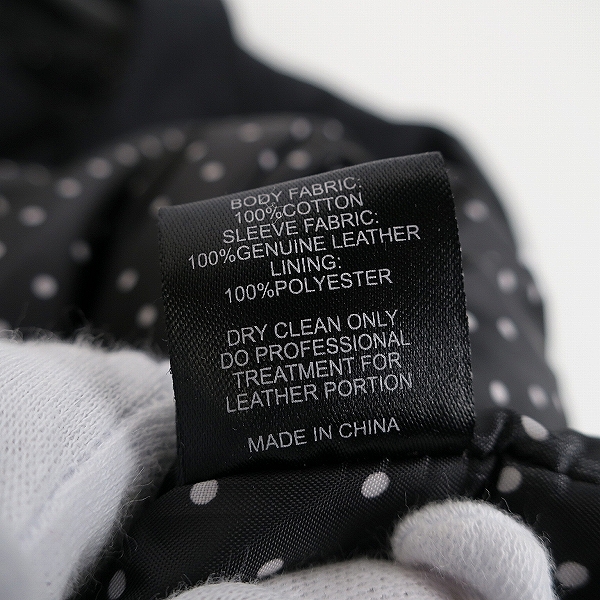 BODY FABRIC:
100%COTTON
SLEEVE FABRIC:
100%GENUINE LEATHER
LINING:
100%POLYESTER
DRY CLEAN ONLY
DO PROFESSIONAL
TREATMENT FOR
LEATHER PORTION
MADE IN CHINA